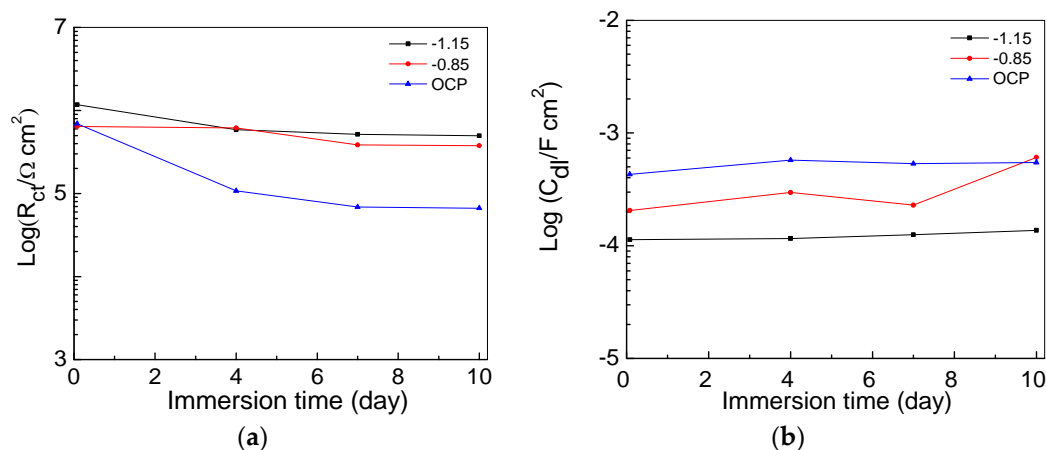 7
-1.15
-0.85
OCP
Log(R_ct/Ω cm²)
5
3
0 2 4 6 8 10
Immersion time (day)
(a)
-2
-1.15
-0.85
OCP
Log (C_dl/F cm²)
-3
-4
-5
0 2 4 6 8 10
Immersion time (day)
(b)